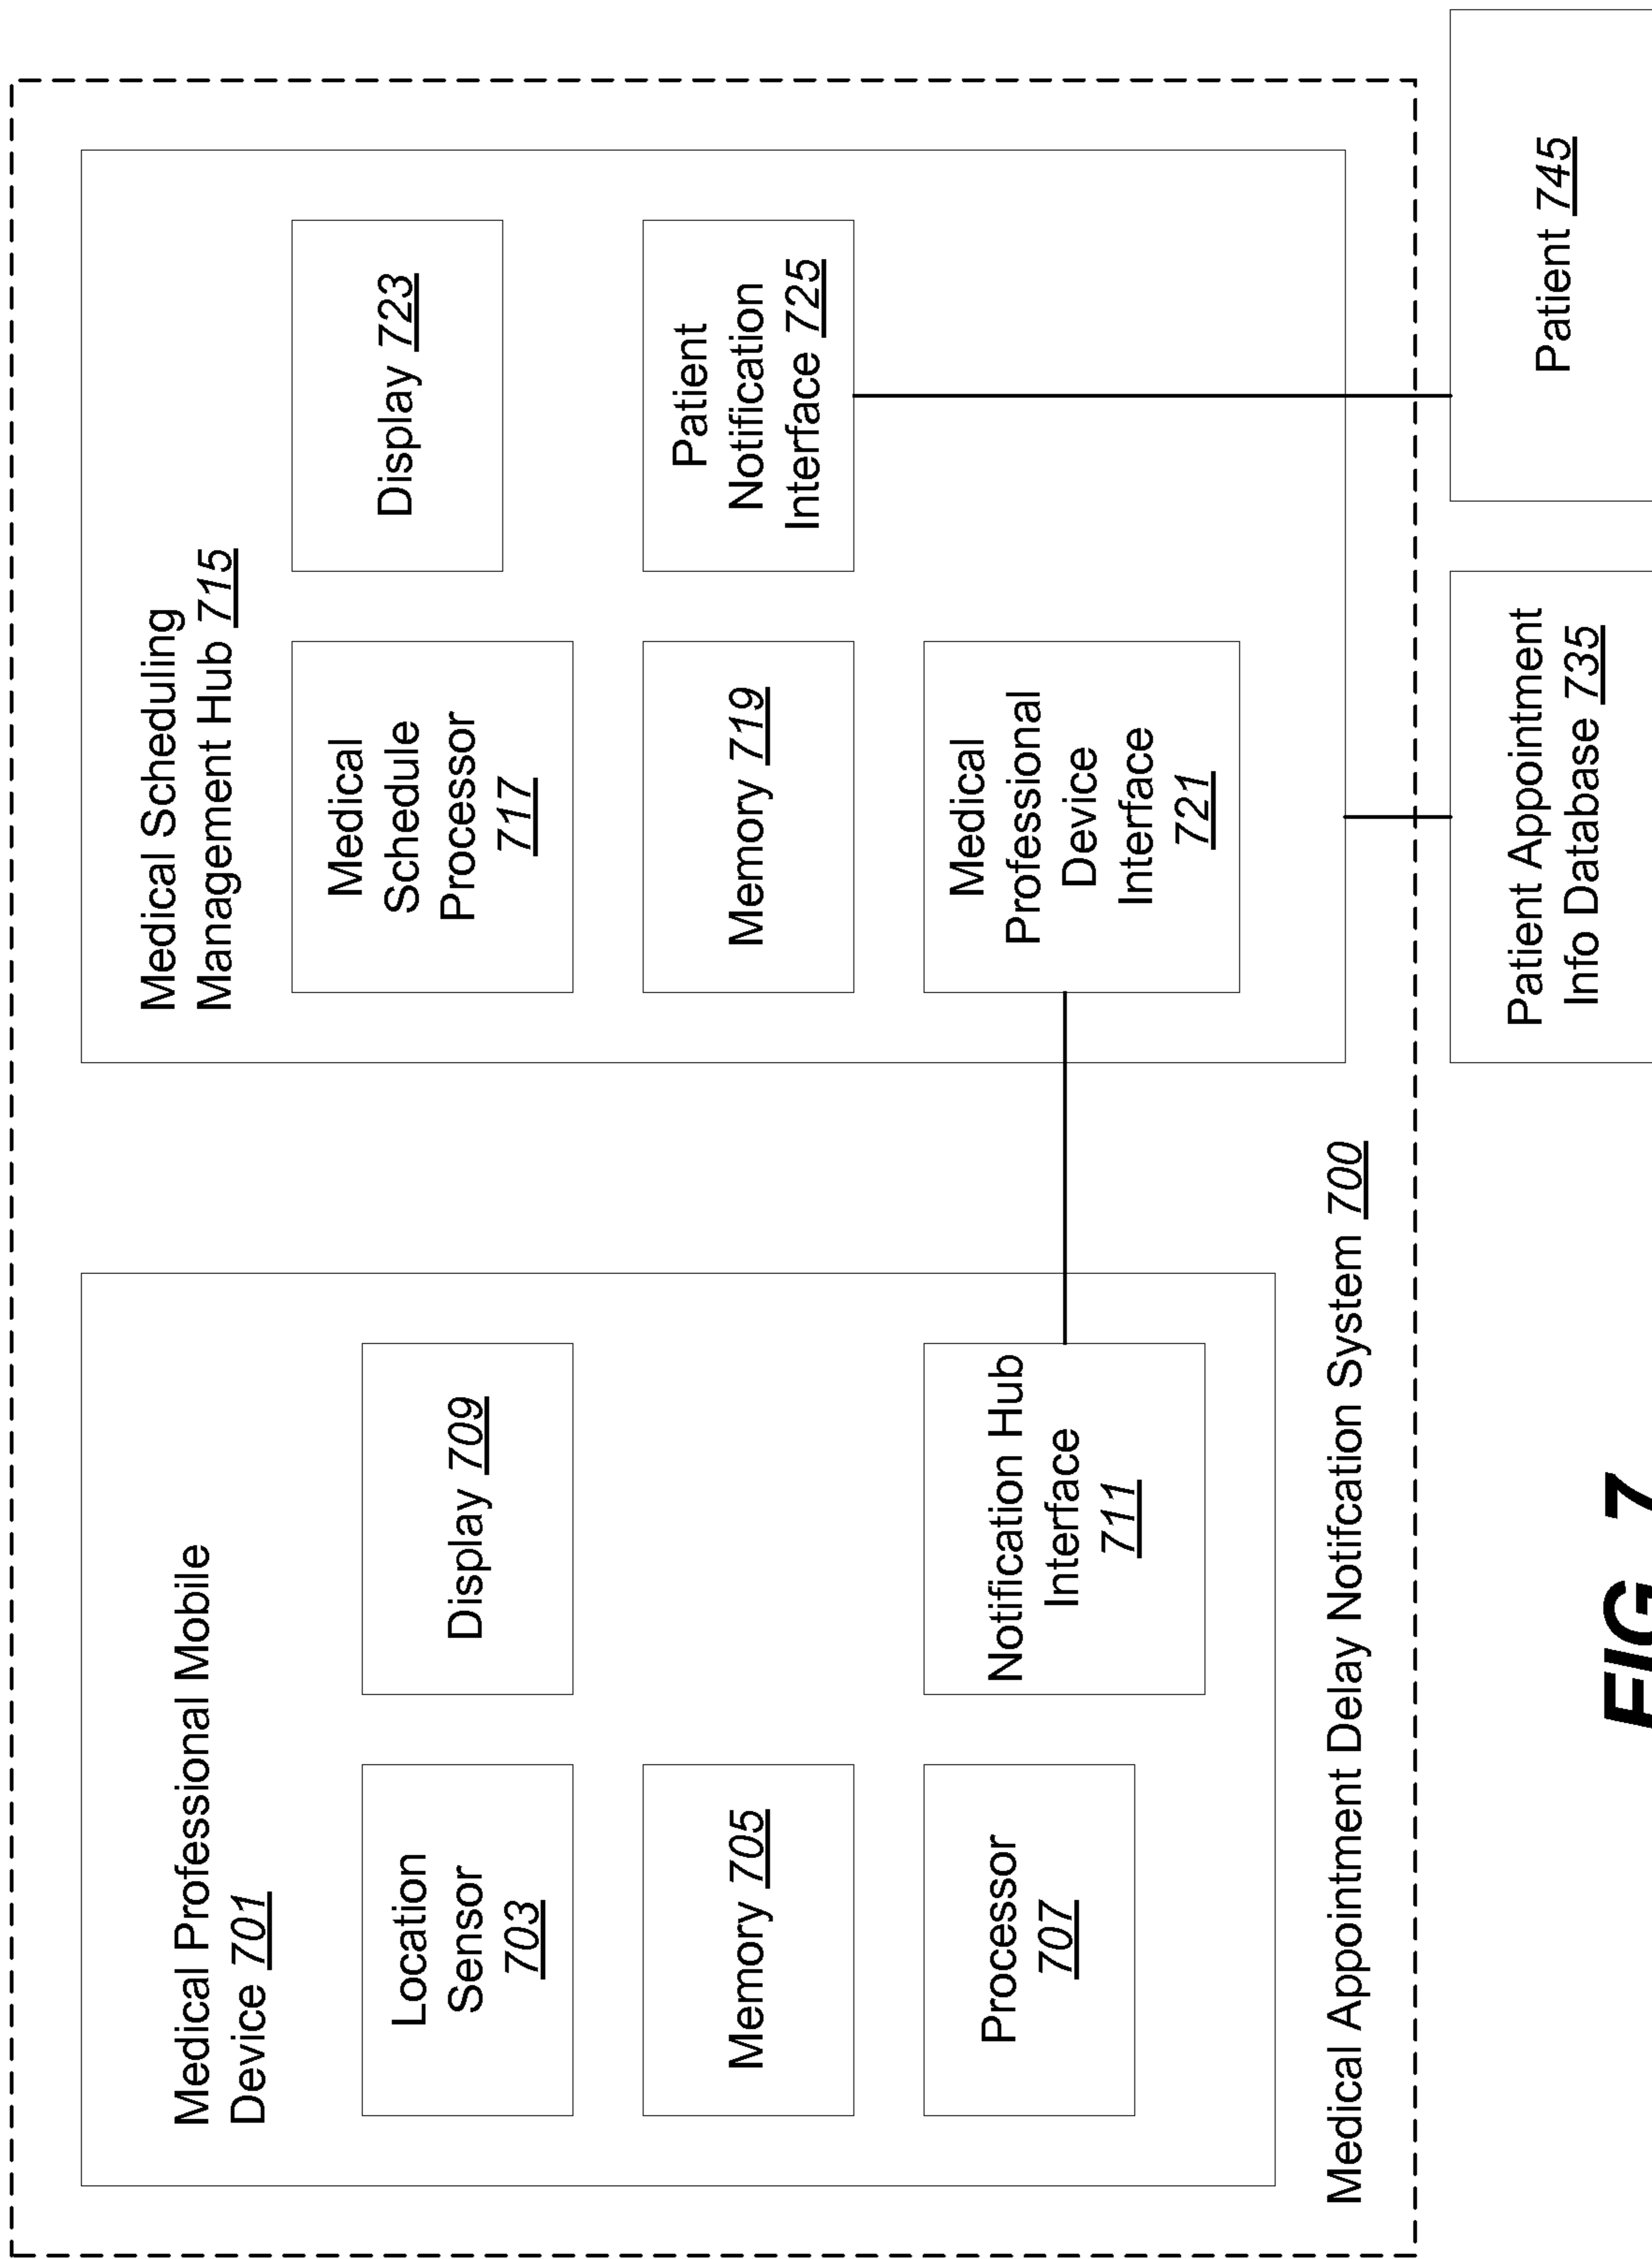 Medical Professional Mobile
Device 701
Location
Sensor
703
Display 709
Memory 705
Processor
707
Notification Hub
Interface
711
Medical Scheduling
Management Hub 715
Medical
Schedule
Processor
717
Display 723
Memory 719
Patient
Notification
Interface 725
Medical
Professional
Device
Interface
721
Medical Appointment Delay Notifcation System 700
Patient Appointment
Info Database 735
Patient 745
FIG. 7